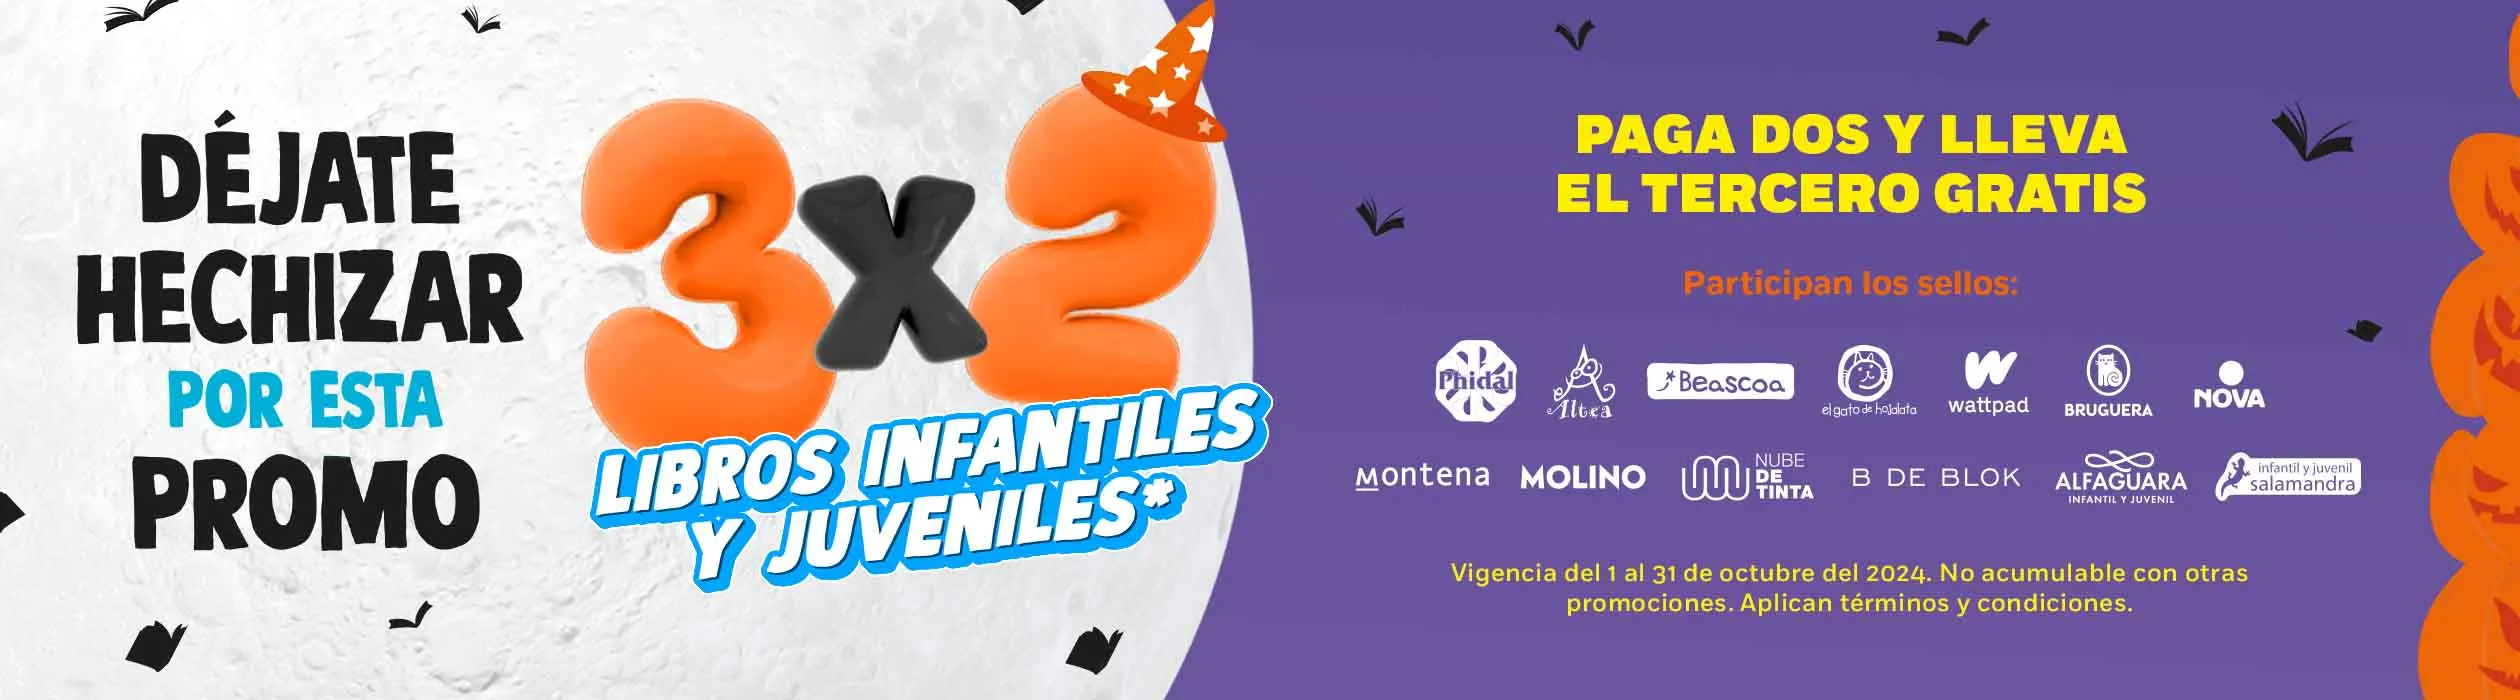 DÉJATE
HECHIZAR
POR ESTA
PROMO
3x2
LIBROS INFANTILES
Y JUVENILES*
PAGA DOS Y LLEVA
EL TERCERO GRATIS
Participan los sellos:
Phidal
Altea
Beascoa
el gato de hojalata
wattpad
BRUGUERA
NOVA
Montena
MOLINO
NUBE
DE
TINTA
B DE BLOK
ALFAGUARA
INFANTIL Y JUVENIL
infantil y juvenil
salamandra
Vigencia del 1 al 31 de octubre del 2024. No acumulable con otras
promociones. Aplican términos y condiciones.